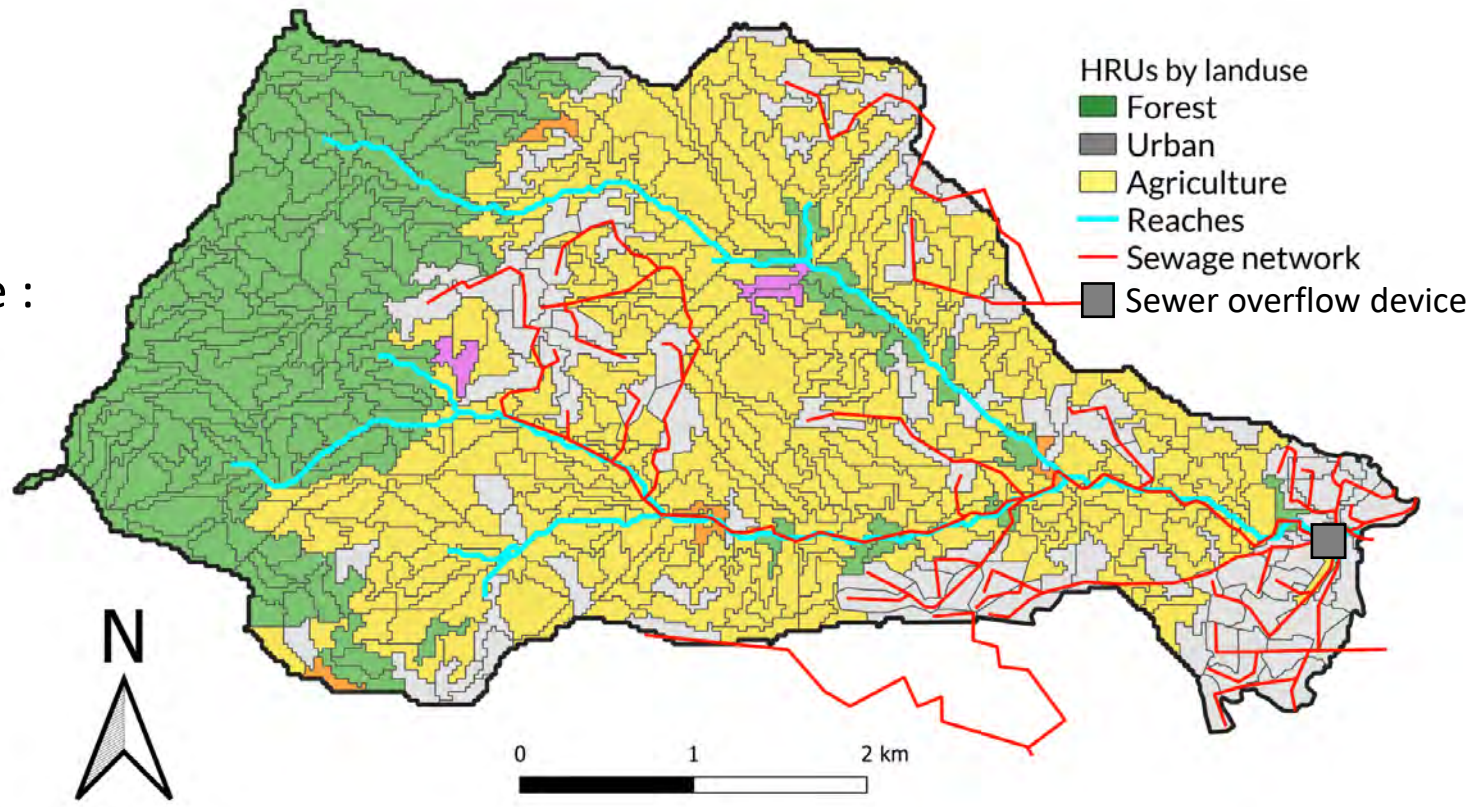 HRUs by landuse
Forest
Urban
Agriculture
Reaches
Sewage network
Sewer overflow device
e :
N
0 1 2 km